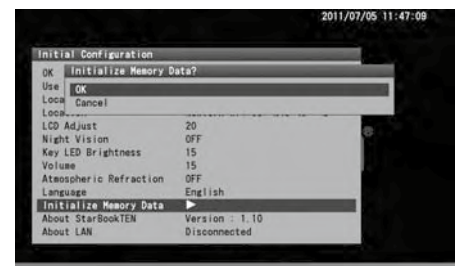 2011/07/05 11:47:09
Initial Configuration
OK
Initialize Memory Data?
Use
OK
Loca
Cancel
LCD Adjust 20
Night Vision OFF
Key LED Brightness 15
Volume 15
Atmospheric Refraction OFF
Language English
Initialize Memory Data ▶
About StarBookTEN Version : 1.10
About LAN Disconnected